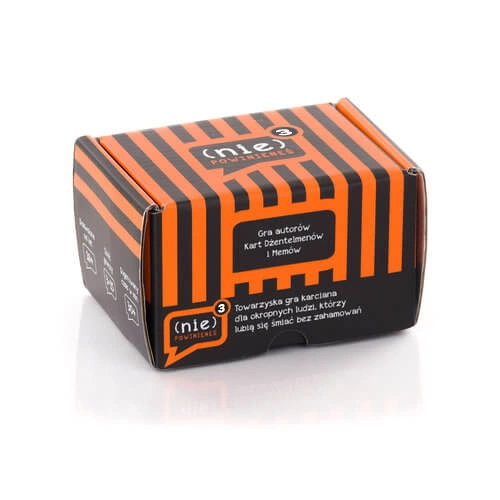 (nie)
3
POWINIENEŚ
Gra autorów
Kart Dżentelmenów
i Memów
3
(nie)
POWINIENEŚ
Towarzyska gra karciana
dla okropnych ludzi, którzy
lubią się śmiać bez zahamowań